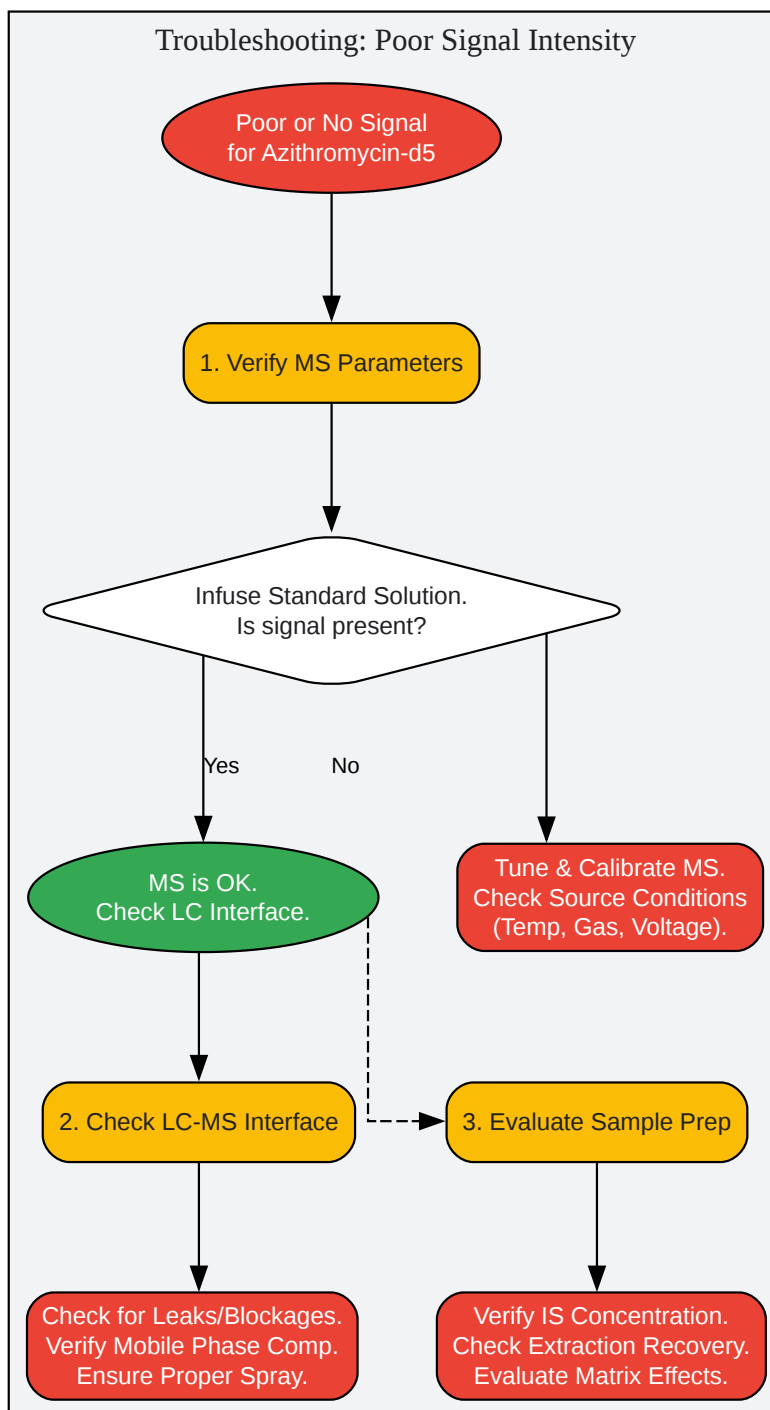 Troubleshooting: Poor Signal Intensity
Poor or No Signal
for Azithromycin-d5
1. Verify MS Parameters
Infuse Standard Solution.
Is signal present?
Yes
No
MS is OK.
Check LC Interface.
Tune & Calibrate MS.
Check Source Conditions
(Temp, Gas, Voltage).
2. Check LC-MS Interface
3. Evaluate Sample Prep
Check for Leaks/Blockages.
Verify Mobile Phase Comp.
Ensure Proper Spray.
Verify IS Concentration.
Check Extraction Recovery.
Evaluate Matrix Effects.